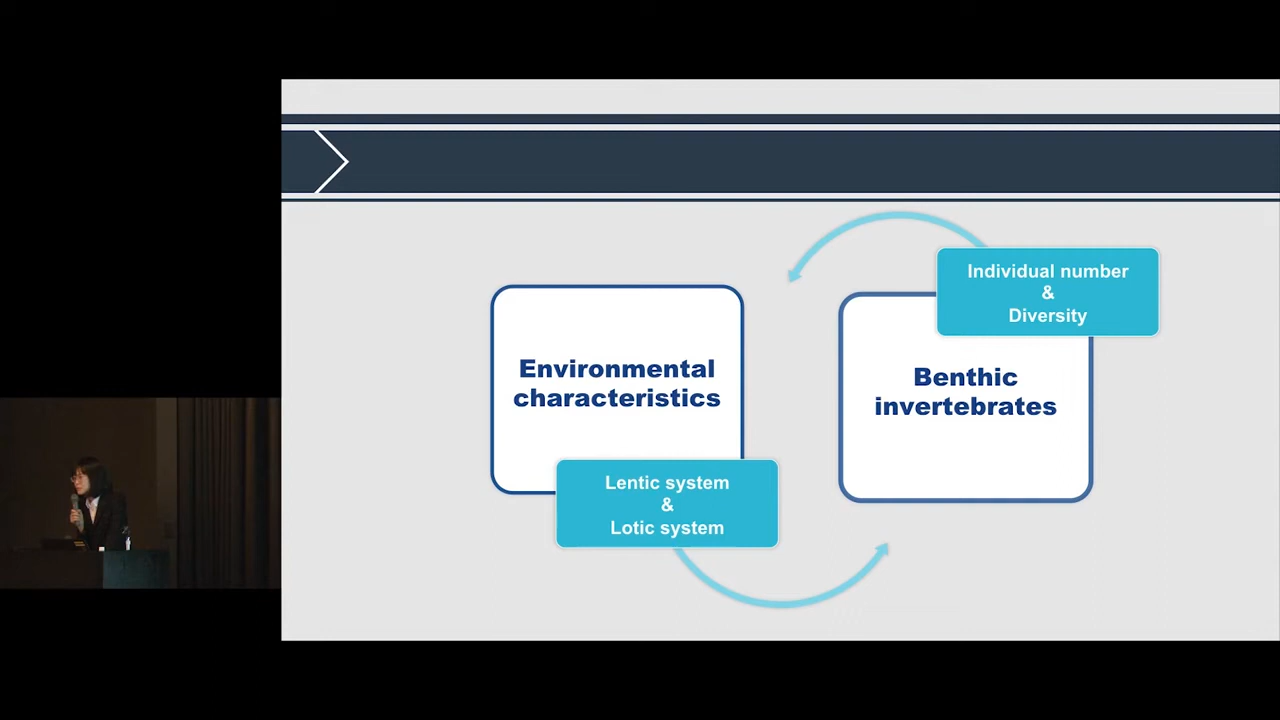 Environmental
characteristics
Lentic system
&
Lotic system
Individual number
&
Diversity
Benthic
invertebrates